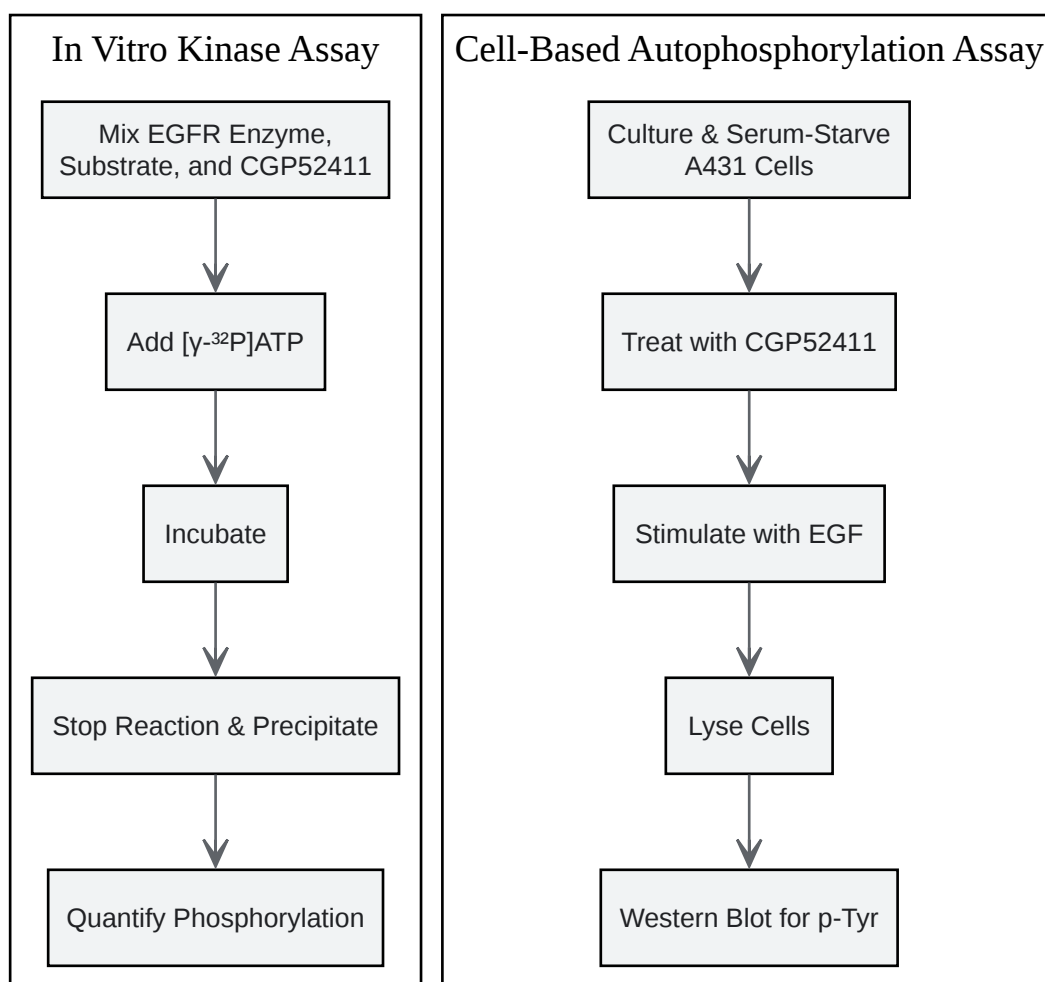 In Vitro Kinase Assay
Mix EGFR Enzyme,
Substrate, and CGP52411
Add [γ-³²P]ATP
Incubate
Stop Reaction & Precipitate
Quantify Phosphorylation
Cell-Based Autophosphorylation Assay
Culture & Serum-Starve
A431 Cells
Treat with CGP52411
Stimulate with EGF
Lyse Cells
Western Blot for p-Tyr